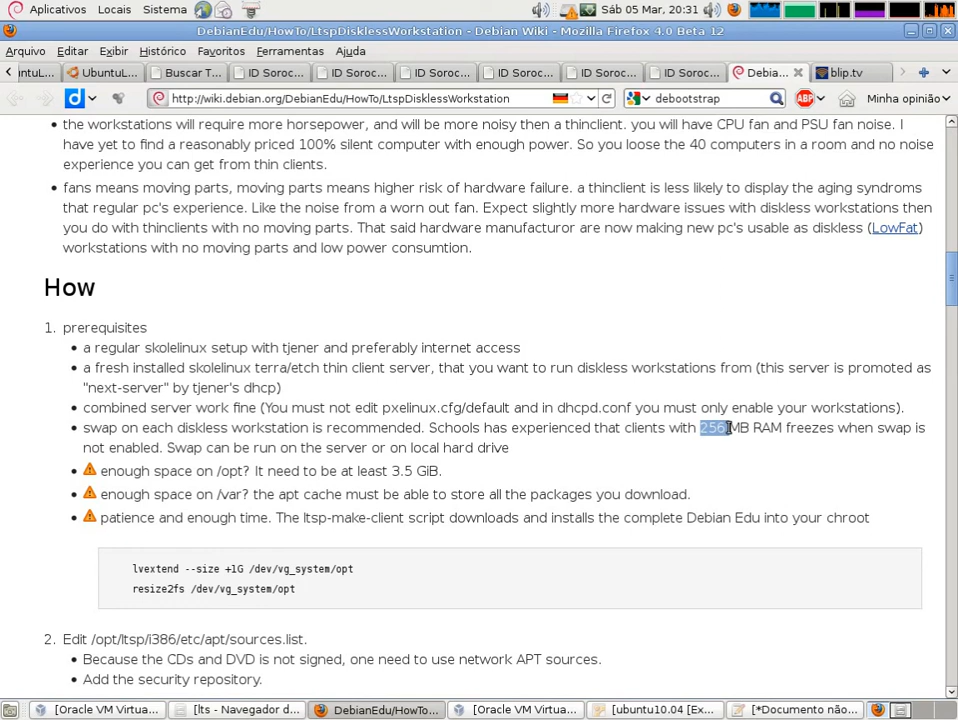 Aplicativos Locais Sistema Sáb 05 Mar, 20:31
DebianEdu/HowTo/LtspDisklessWorkstation - Debian Wiki - Mozilla Firefox 4.0 Beta 12
Arquivo Editar Exibir Histórico Favoritos Ferramentas Ajuda
untuL... UbuntuL... Buscar T... ID Soroc... ID Soroc... ID Soroc... ID Soroc... ID Soroc... ID Soroc... Debia... blip.tv
http://wiki.debian.org/DebianEdu/HowTo/LtspDisklessWorkstation debootstrap ABP Minha opinião
the workstations will require more horsepower, and will be more noisy then a thinclient. you will have CPU fan and PSU fan noise. I
have yet to find a reasonably priced 100% silent computer with enough power. So you loose the 40 computers in a room and no noise
experience you can get from thin clients.
fans means moving parts, moving parts means higher risk of hardware failure. a thinclient is less likely to display the aging syndroms
that regular pc's experience. Like the noise from a worn out fan. Expect slightly more hardware issues with diskless workstations then
you do with thinclients with no moving parts. That said hardware manufacturor are now making new pc's usable as diskless (LowFat)
workstations with no moving parts and low power consumtion.
How
1. prerequisites
a regular skolelinux setup with tjener and preferably internet access
a fresh installed skolelinux terra/etch thin client server, that you want to run diskless workstations from (this server is promoted as
"next-server" by tjener's dhcp)
combined server work fine (You must not edit pxelinux.cfg/default and in dhcpd.conf you must only enable your workstations).
swap on each diskless workstation is recommended. Schools has experienced that clients with 256 MB RAM freezes when swap is
not enabled. Swap can be run on the server or on local hard drive
enough space on /opt? It need to be at least 3.5 GiB.
enough space on /var? the apt cache must be able to store all the packages you download.
patience and enough time. The ltsp-make-client script downloads and installs the complete Debian Edu into your chroot
lvextend --size +1G /dev/vg_system/opt
resize2fs /dev/vg_system/opt
2. Edit /opt/ltsp/i386/etc/apt/sources.list.
Because the CDs and DVD is not signed, one need to use network APT sources.
Add the security repository.
[Oracle VM Virtua... [lts - Navegador d... DebianEdu/HowTo... [Oracle VM Virtua... [ubuntu10.04 [Ex... [*Documento não...